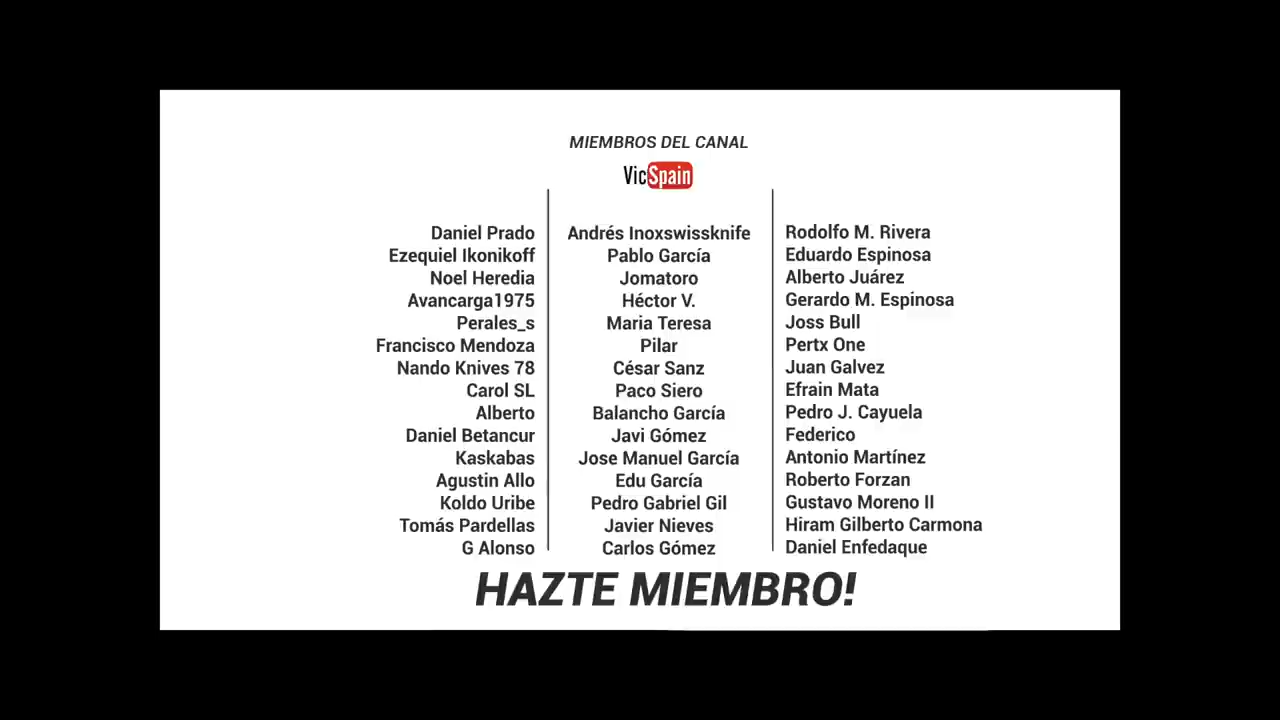 MIEMBROS DEL CANAL
VicSpain
Daniel Prado
Ezequiel Ikonikoff
Noel Heredia
Avancarga1975
Perales_s
Francisco Mendoza
Nando Knives 78
Carol SL
Alberto
Daniel Betancur
Kaskabas
Agustin Allo
Koldo Uribe
Tomás Pardellas
G Alonso
Andrés Inoxswissknife
Pablo García
Jomatoro
Héctor V.
Maria Teresa
Pilar
César Sanz
Paco Siero
Balancho García
Javi Gómez
Jose Manuel García
Edu García
Pedro Gabriel Gil
Javier Nieves
Carlos Gómez
Rodolfo M. Rivera
Eduardo Espinosa
Alberto Juárez
Gerardo M. Espinosa
Joss Bull
Pertx One
Juan Galvez
Efrain Mata
Pedro J. Cayuela
Federico
Antonio Martínez
Roberto Forzan
Gustavo Moreno II
Hiram Gilberto Carmona
Daniel Enfedaque
HAZTE MIEMBRO!